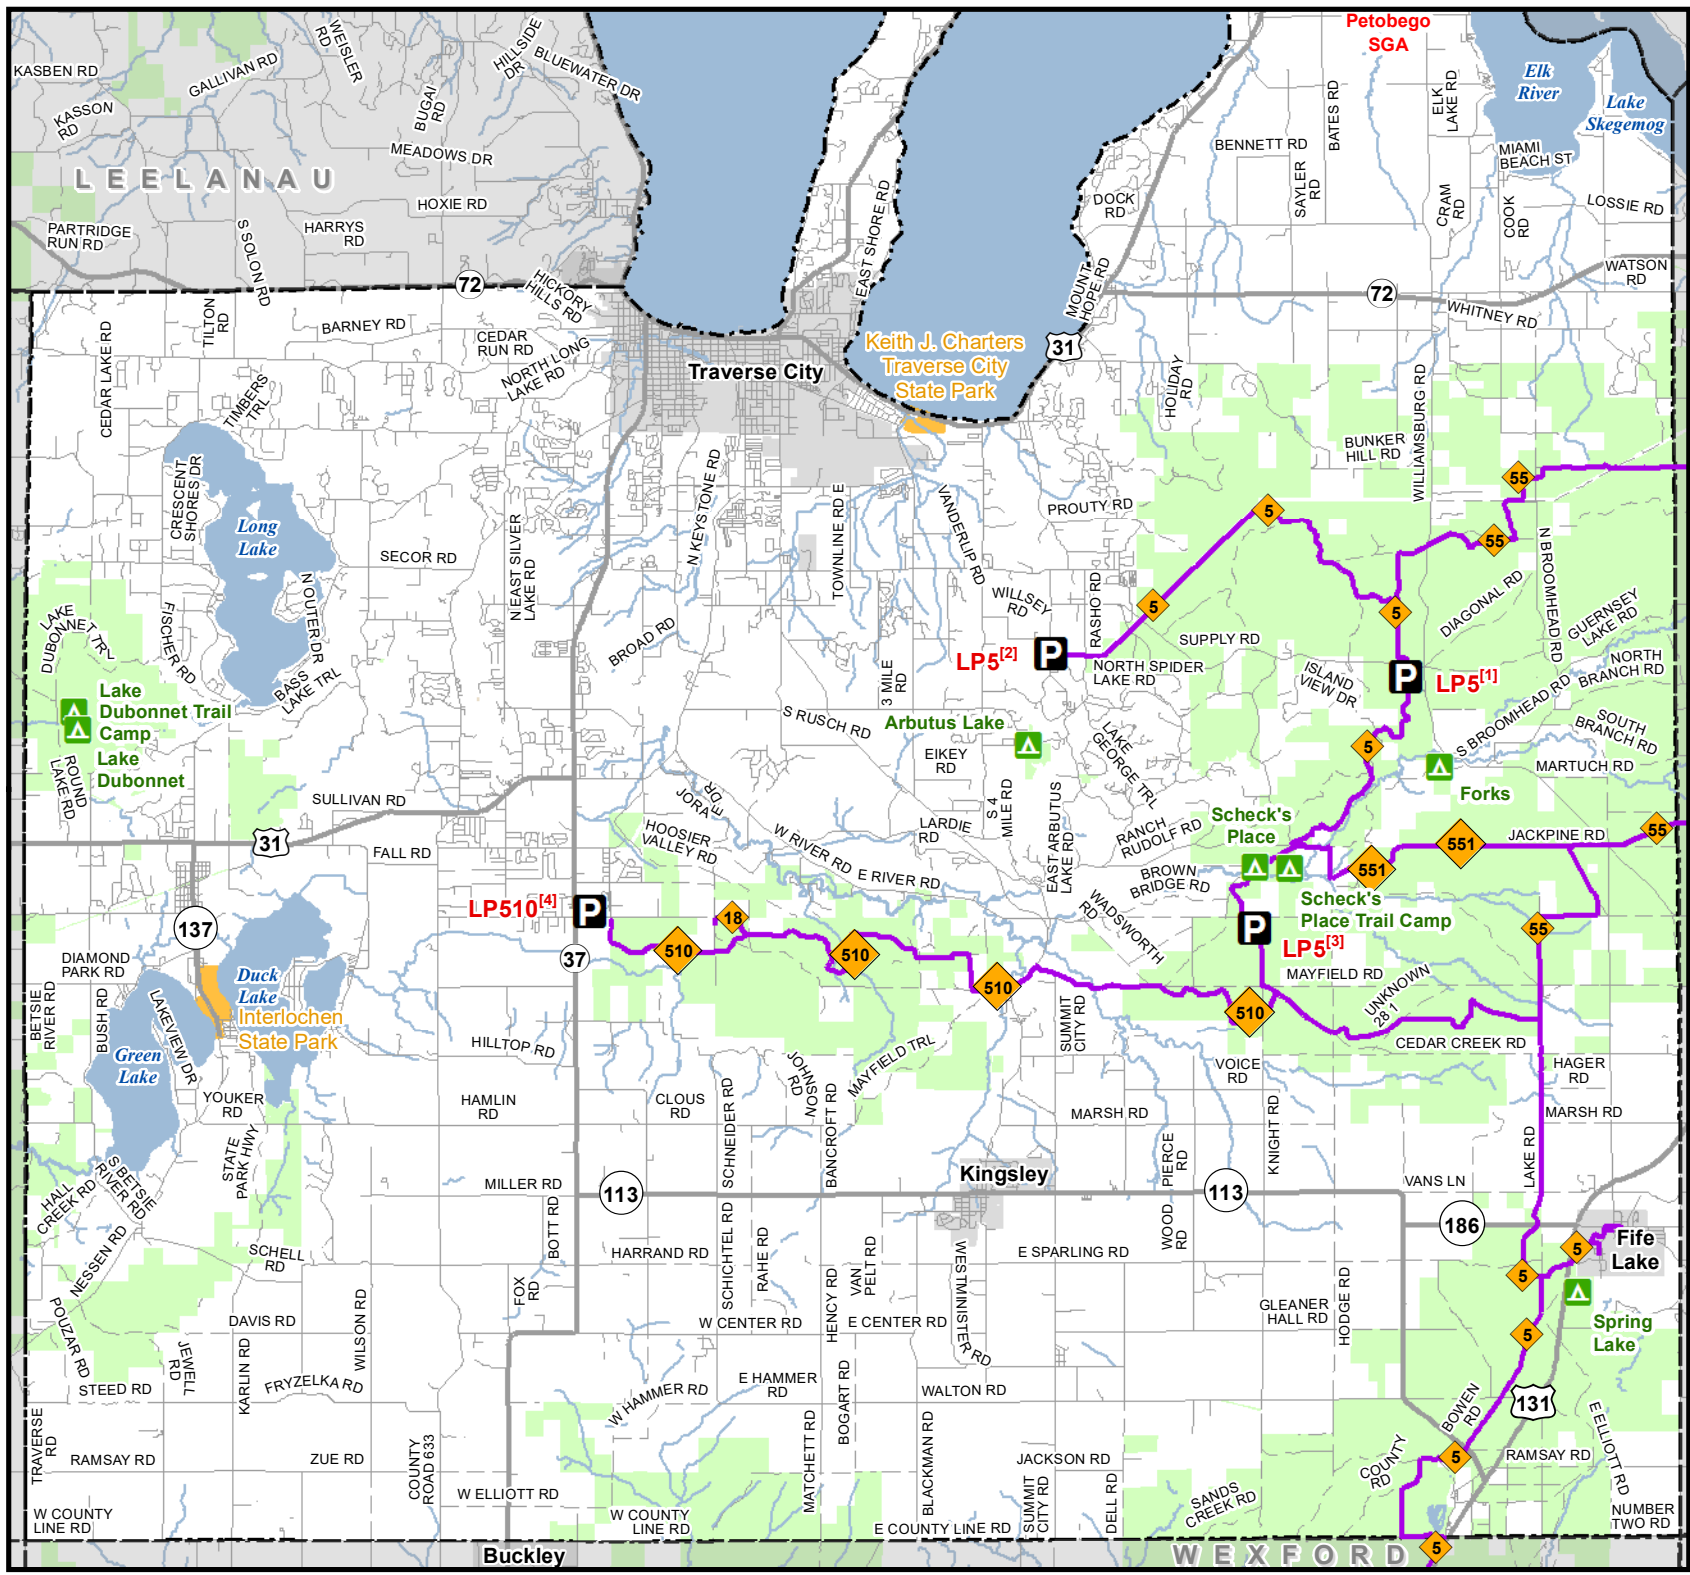 Petobego
SGA
KASBEN RD
GALLIVAN RD
WEISLER
RD
HILLSIDE
DR
BLUEWATER DR
KASSON
RD
BUGAI
RD
MEADOWS DR
LEELANAU
HOXIE RD
PARTRIDGE
RUN RD
S SOLON RD
HARRYS
RD
EAST SHORE RD
DOCK
RD
BENNETT RD
BATES RD
SAYLER
RD
ELK
LAKE RD
Elk
River
Lake
Skegemog
MIAMI
BEACH ST
CRAM
RD
COOK
RD
LOSSIE RD
WATSON
RD
72
HICKORY
HILLS RD
MOUNT
HOPE RD
72
WHITNEY RD
CEDAR LAKE RD
TILTON
RD
BARNEY RD
CEDAR
RUN RD
NORTH LONG
LAKE RD
Traverse City
Keith J. Charters
Traverse City
State Park
31
HOLIDAY
RD
TIMBERS
TRL
CRESCENT
SHORES DR
Long
Lake
SECOR RD
N EAST SILVER
LAKE RD
N KEYSTONE RD
TOWNLINE RD E
VANDERLIP RD
PROUTY RD
BUNKER
HILL RD
WILLIAMSBURG RD
55
5
55
N BROOMHEAD RD
LAKE
DUBONNET TRL
FISCHER RD
N OUTER DR
BASS
LAKE TRL
BROAD RD
3 MILE
RD
WILLSEY
RD
RASHO RD
5
SUPPLY RD
5
DIAGONAL RD
GUERNSEY
LAKE RD
LP5[2]
P
NORTH SPIDER
LAKE RD
ISLAND
VIEW DR
P
LP5[1]
NORTH
BRANCH RD
S BROOMHEAD RD
SOUTH
BRANCH RD
Lake
Dubonnet Trail
Camp
Lake
Dubonnet
ROUND
LAKE RD
S RUSCH RD
Arbutus Lake
EIKEY
RD
LAKE
GEORGE TRL
5
MARTUCH RD
Forks
SULLIVAN RD
31
FALL RD
JORAE
DR
HOOSIER
VALLEY RD
W RIVER RD
E RIVER RD
LARDIE
RD
S 4
MILE RD
EAST ARBUTUS
LAKE RD
RANCH
RUDOLF RD
Scheck's
Place
BROWN
BRIDGE RD
WADSWORTH
RD
551
551
JACKPINE RD
55
Scheck's
Place Trail Camp
LP510[4]
P
137
37
18
510
510
510
P
LP5[3]
MAYFIELD RD
55
UNKNOWN
28 1
DIAMOND
PARK RD
BETSIE
RIVER RD
BUSH RD
LAKEVIEW DR
Duck
Lake
Interlochen
State Park
Green
Lake
510
SUMMIT
CITY RD
VOICE
RD
CEDAR CREEK RD
HAGER
RD
HILLTOP RD
JOHNSON
RD
MAYFIELD TRL
YOUKER
RD
HAMLIN
RD
CLOUS
RD
SCHNEIDER RD
BANCROFT RD
MARSH RD
PIERCE
RD
KNIGHT RD
LAKE RD
MARSH RD
STATE
PARK HWY
S BETSIE
RIVER RD
HALL
CREEK RD
NESSEN RD
MILLER RD
113
Kingsley
113
VANS LN
186
Fife
Lake
5
5
SCHELL
RD
BOTT RD
HARRAND RD
SCHICHTEL RD
RAHE RD
VAN
PELT RD
WESTMINISTER RD
E SPARLING RD
WOOD
RD
GLEANER
HALL RD
HODGE RD
FOX
RD
HENCY RD
W CENTER RD
E CENTER RD
Spring
Lake
5
POUZAR RD
DAVIS RD
WILSON RD
JEWELL
RD
KARLIN RD
STEED RD
FRYZELKA RD
W HAMMER RD
E HAMMER
RD
BOGART RD
WALTON RD
131
BOWEN
RD
E ELLIOTT RD
TRAVERSE
RD
RAMSAY RD
ZUE RD
COUNTY
ROAD 633
W ELLIOTT RD
MATCHETT RD
BLACKMAN RD
JACKSON RD
SUMMIT
CITY RD
DELL RD
SANDS
CREEK RD
COUNTY
RD
5
RAMSAY RD
NUMBER
TWO RD
W COUNTY
LINE RD
W COUNTY
LINE RD
E COUNTY LINE RD
Buckley
WEXFORD
5